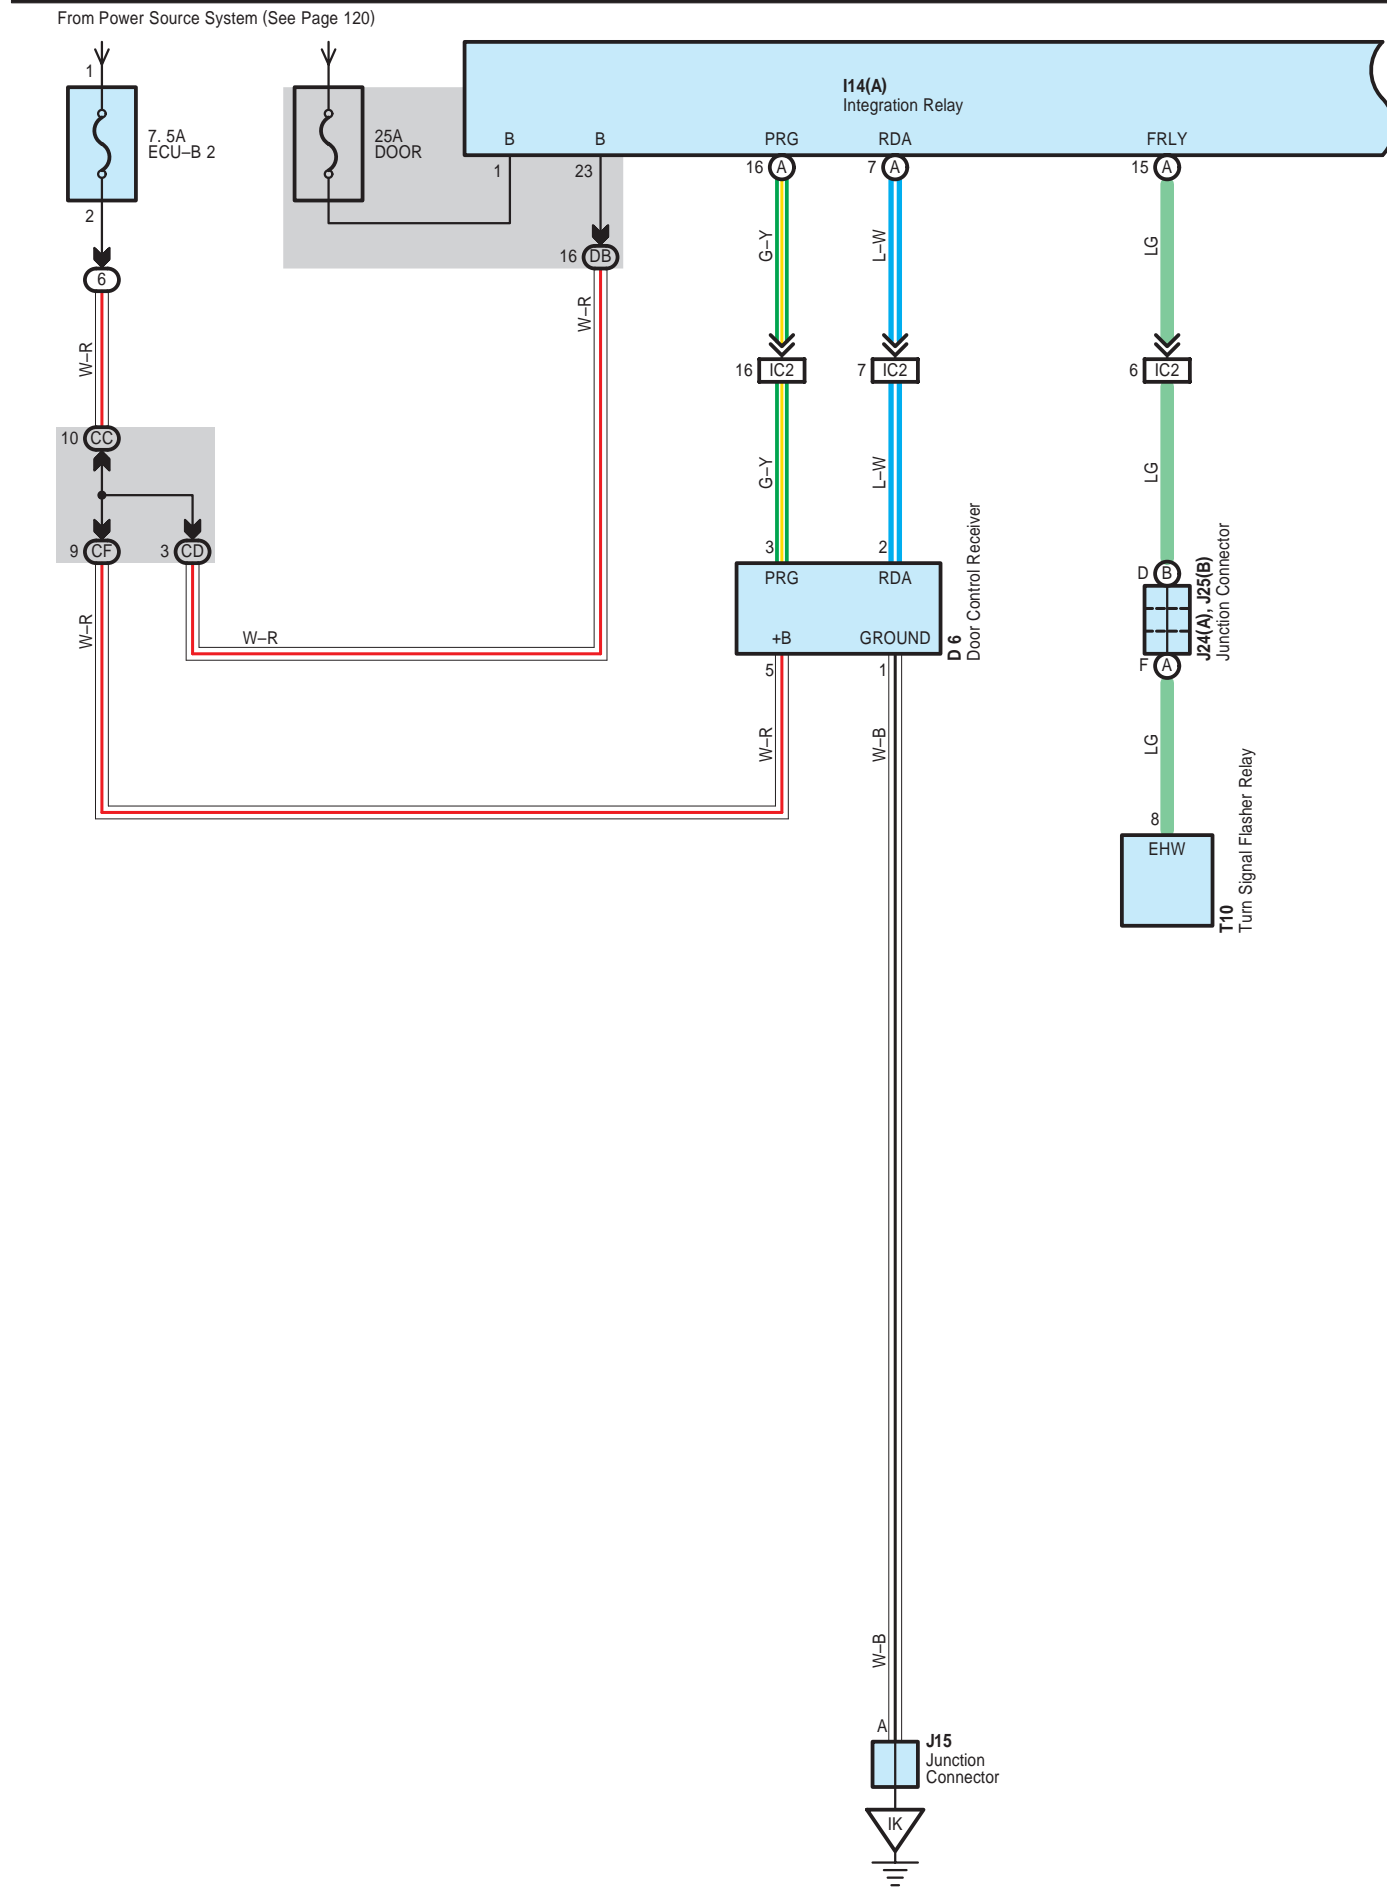 From Power Source System (See Page 120)
1
7. 5A
ECU–B 2
2
6
25A
DOOR
I14(A)
Integration Relay
B
B
PRG
RDA
FRLY
1
23
16 A
7 A
15 A
16 DB
G–Y
L–W
LG
W–R
W–R
16 IC2
7 IC2
6 IC2
10 CC
G–Y
L–W
LG
9 CF
3 CD
3
2
PRG
RDA
+B
GROUND
D 6
Door Control Receiver
D B
J24(A), J25(B)
Junction Connector
F A
W–R
W–R
5
1
W–R
W–B
LG
8
EHW
T10
Turn Signal Flasher Relay
W–B
A
J15
Junction
Connector
IK